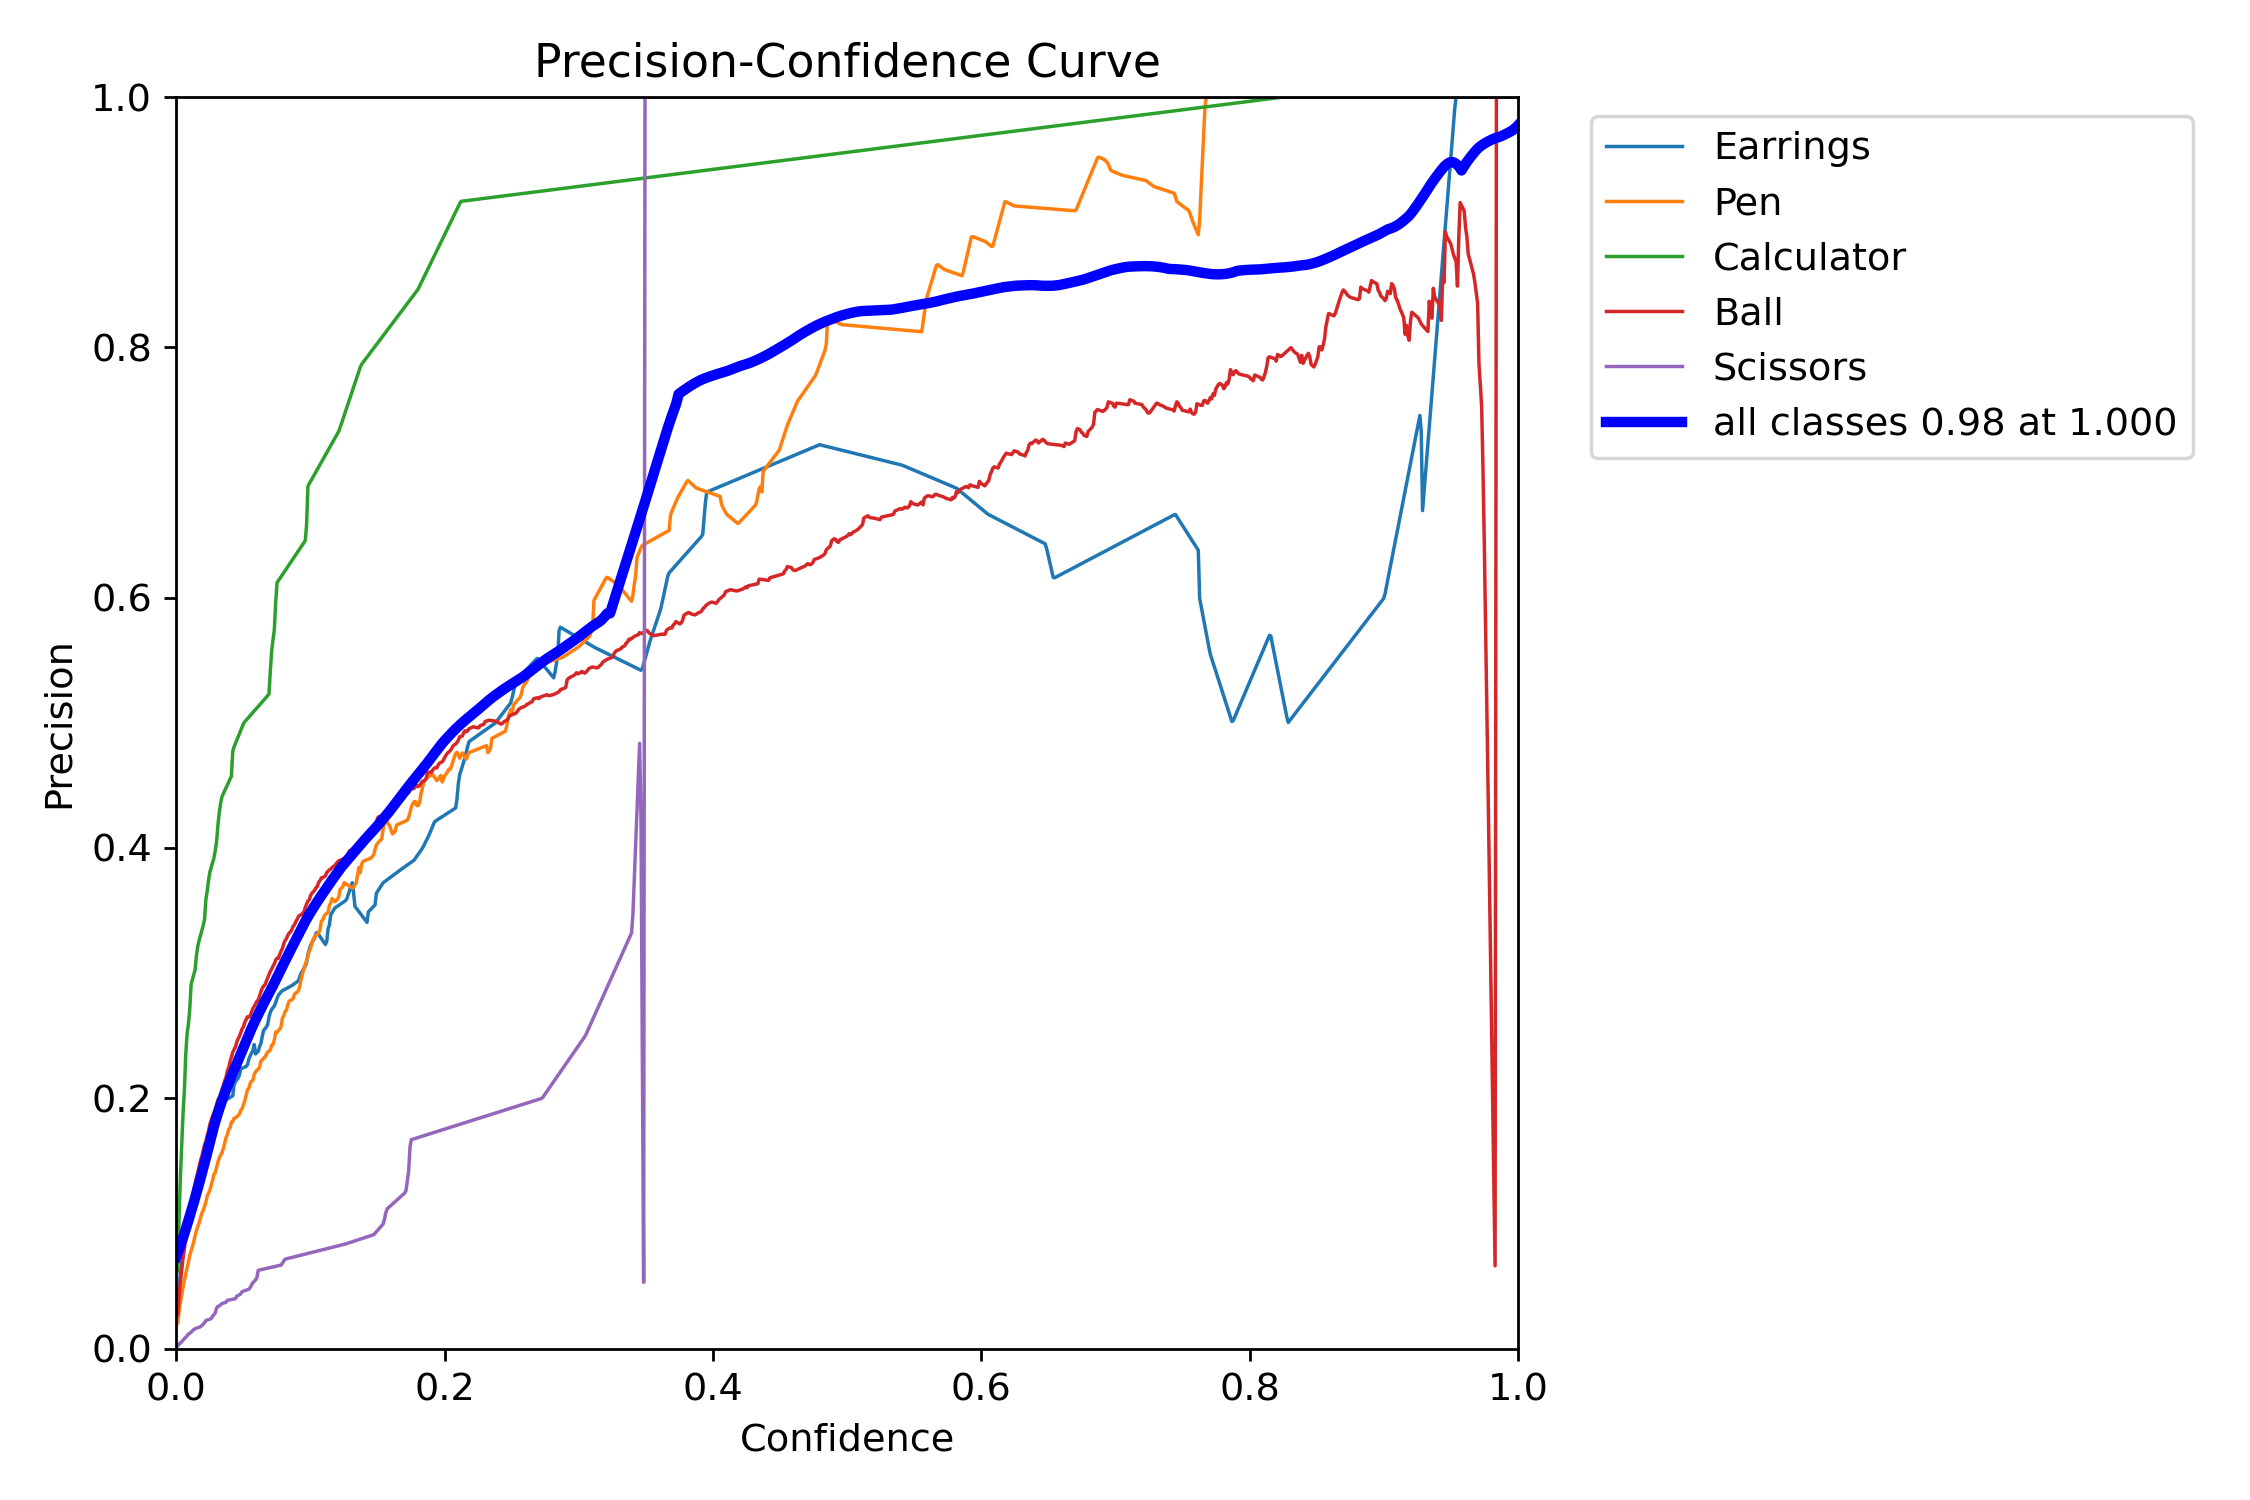 Precision-Confidence Curve
1.0
0.8
0.6
0.4
0.2
0.0
Precision
0.0 0.2 0.4 0.6 0.8 1.0
Confidence
Earrings
Pen
Calculator
Ball
Scissors
all classes 0.98 at 1.000